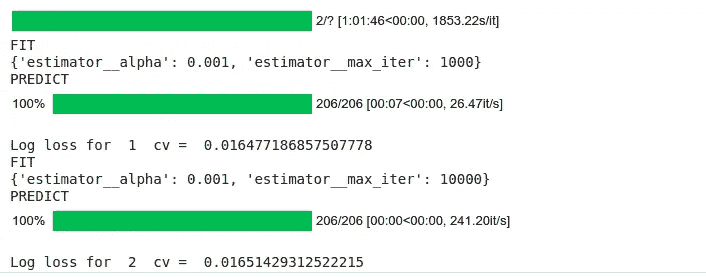 2/? [1:01:46<00:00, 1853.22s/it]
FIT
{'estimator__alpha': 0.001, 'estimator__max_iter': 1000}
PREDICT
100% 206/206 [00:07<00:00, 26.47it/s]
Log loss for  1  cv =  0.016477186857507778
FIT
{'estimator__alpha': 0.001, 'estimator__max_iter': 10000}
PREDICT
100% 206/206 [00:00<00:00, 241.20it/s]
Log loss for  2  cv =  0.01651429312522215